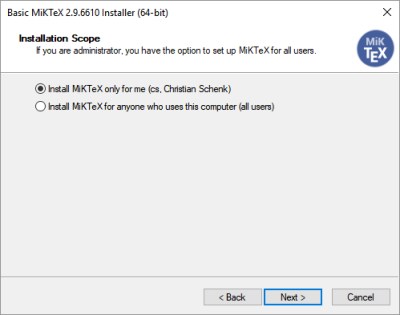 Basic MiKTeX 2.9.6610 Installer (64-bit)
Installation Scope
If you are administrator, you have the option to set up MiKTeX for all users.
MiK
TEX
Install MiKTeX only for me (cs, Christian Schenk)
Install MiKTeX for anyone who uses this computer (all users)
< Back
Next >
Cancel